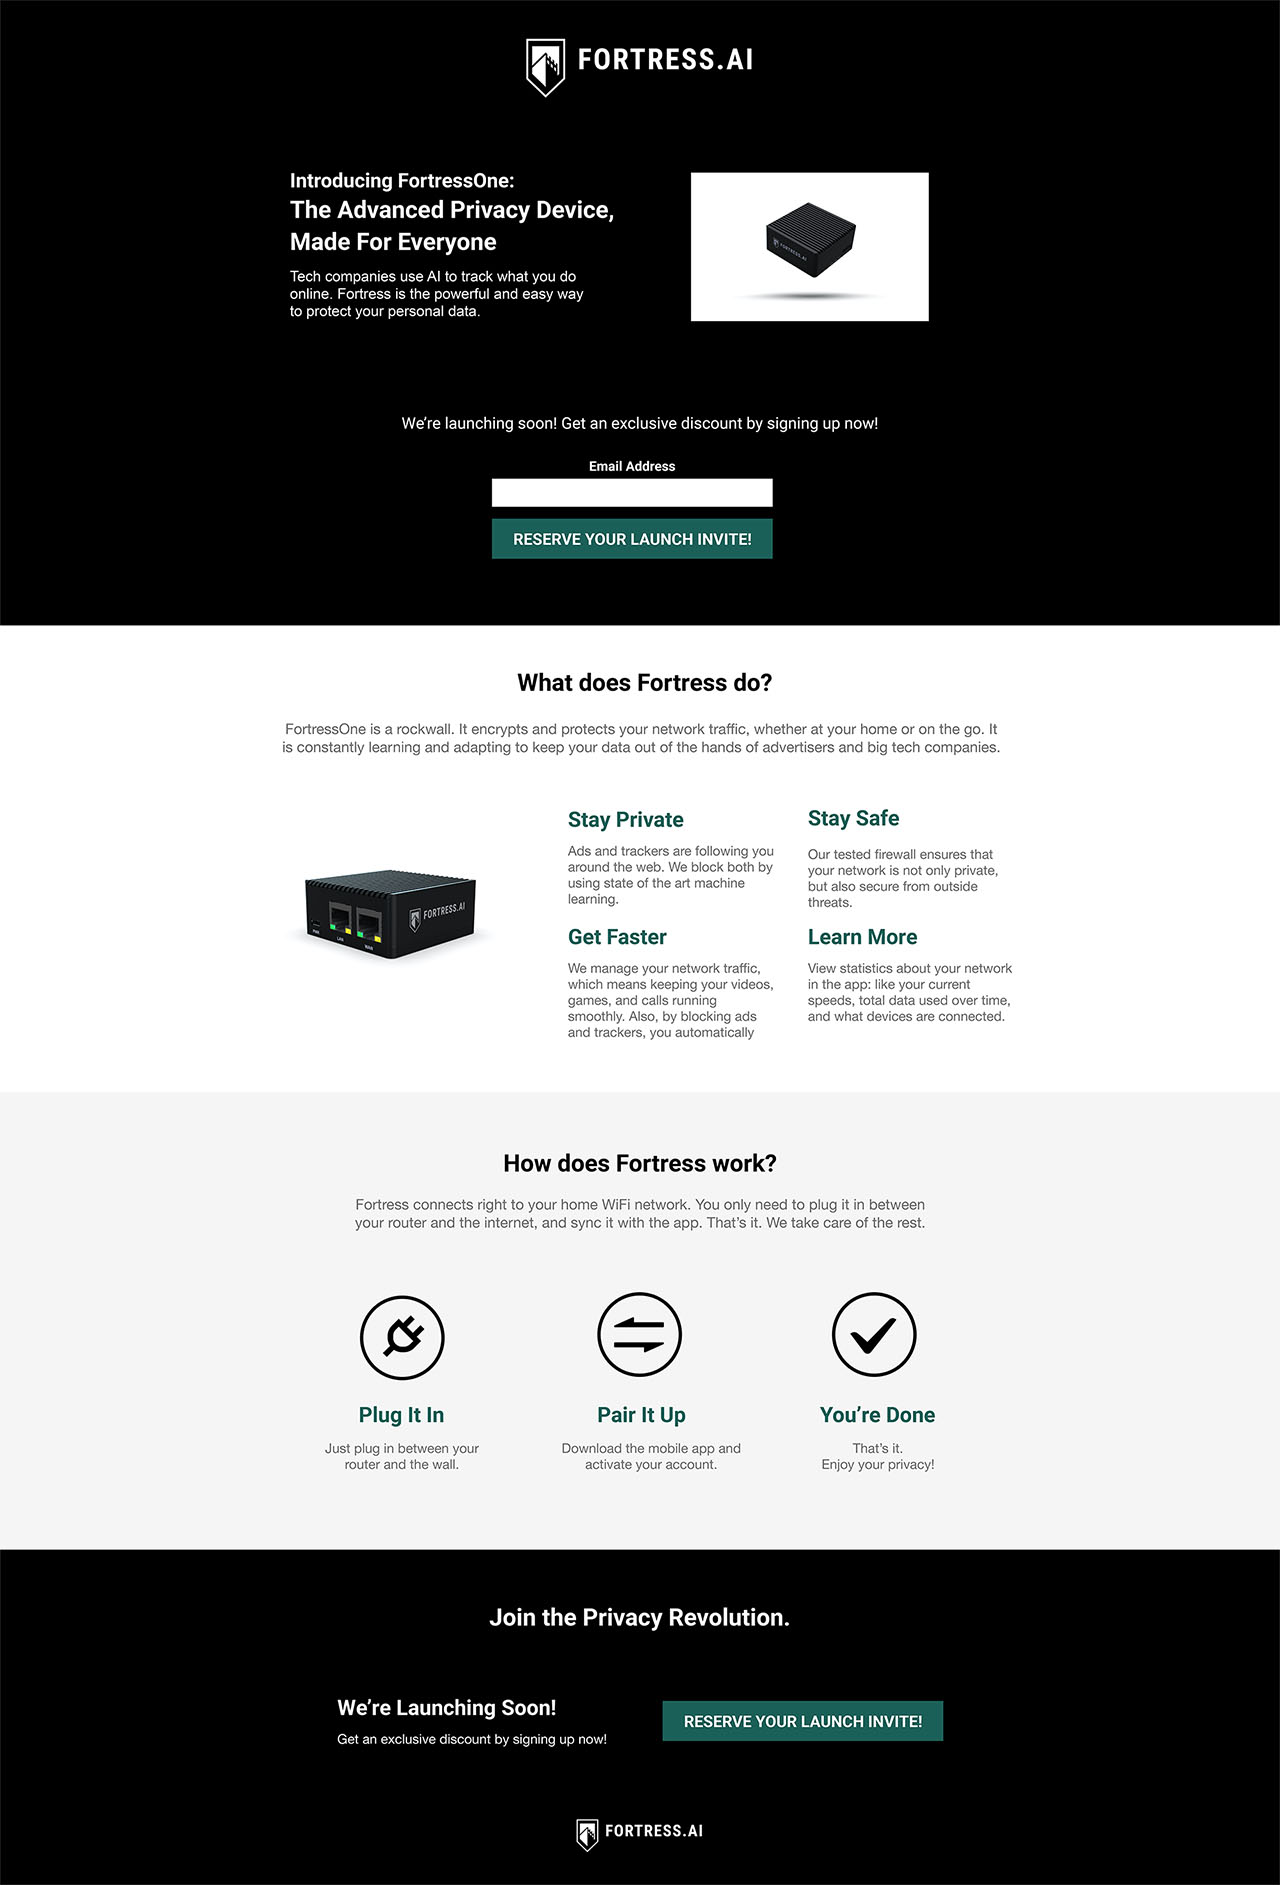 FORTRESS.AI
Introducing FortressOne:
The Advanced Privacy Device,
Made For Everyone
Tech companies use AI to track what you do
online. Fortress is the powerful and easy way
to protect your personal data.
FORTRESS.AI
We're launching soon! Get an exclusive discount by signing up now!
Email Address
RESERVE YOUR LAUNCH INVITE!
What does Fortress do?
FortressOne is a rockwall. It encrypts and protects your network traffic, whether at your home or on the go. It
is constantly learning and adapting to keep your data out of the hands of advertisers and big tech companies.
FORTRESS.AI
PWR
LAN
WAN
Stay Private
Ads and trackers are following you
around the web. We block both by
using state of the art machine
learning.
Stay Safe
Our tested firewall ensures that
your network is not only private,
but also secure from outside
threats.
Get Faster
We manage your network traffic,
which means keeping your videos,
games, and calls running
smoothly. Also, by blocking ads
and trackers, you automatically
Learn More
View statistics about your network
in the app: like your current
speeds, total data used over time,
and what devices are connected.
How does Fortress work?
Fortress connects right to your home WiFi network. You only need to plug it in between
your router and the internet, and sync it with the app. That's it. We take care of the rest.
Plug It In
Just plug in between your
router and the wall.
Pair It Up
Download the mobile app and
activate your account.
You're Done
That's it.
Enjoy your privacy!
Join the Privacy Revolution.
We're Launching Soon!
Get an exclusive discount by signing up now!
RESERVE YOUR LAUNCH INVITE!
FORTRESS.AI